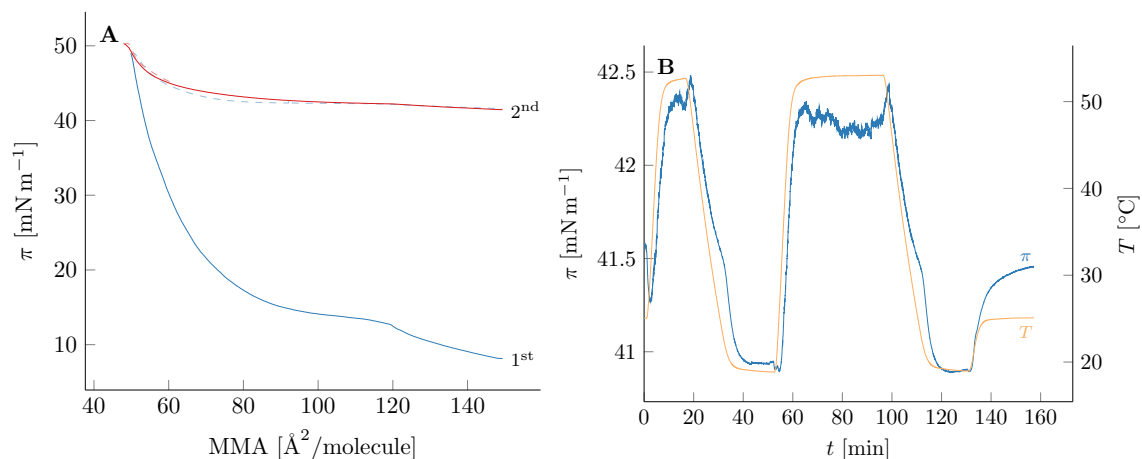 A
50
40
30
20
10
π [mN m⁻¹]
2ⁿᵈ
1ˢᵗ
40 60 80 100 120 140
MMA [Å²/molecule]
B
42.5
42
41.5
41
π [mN m⁻¹]
50
40
30
20
T [°C]
π
T
0 20 40 60 80 100 120 140 160
t [min]